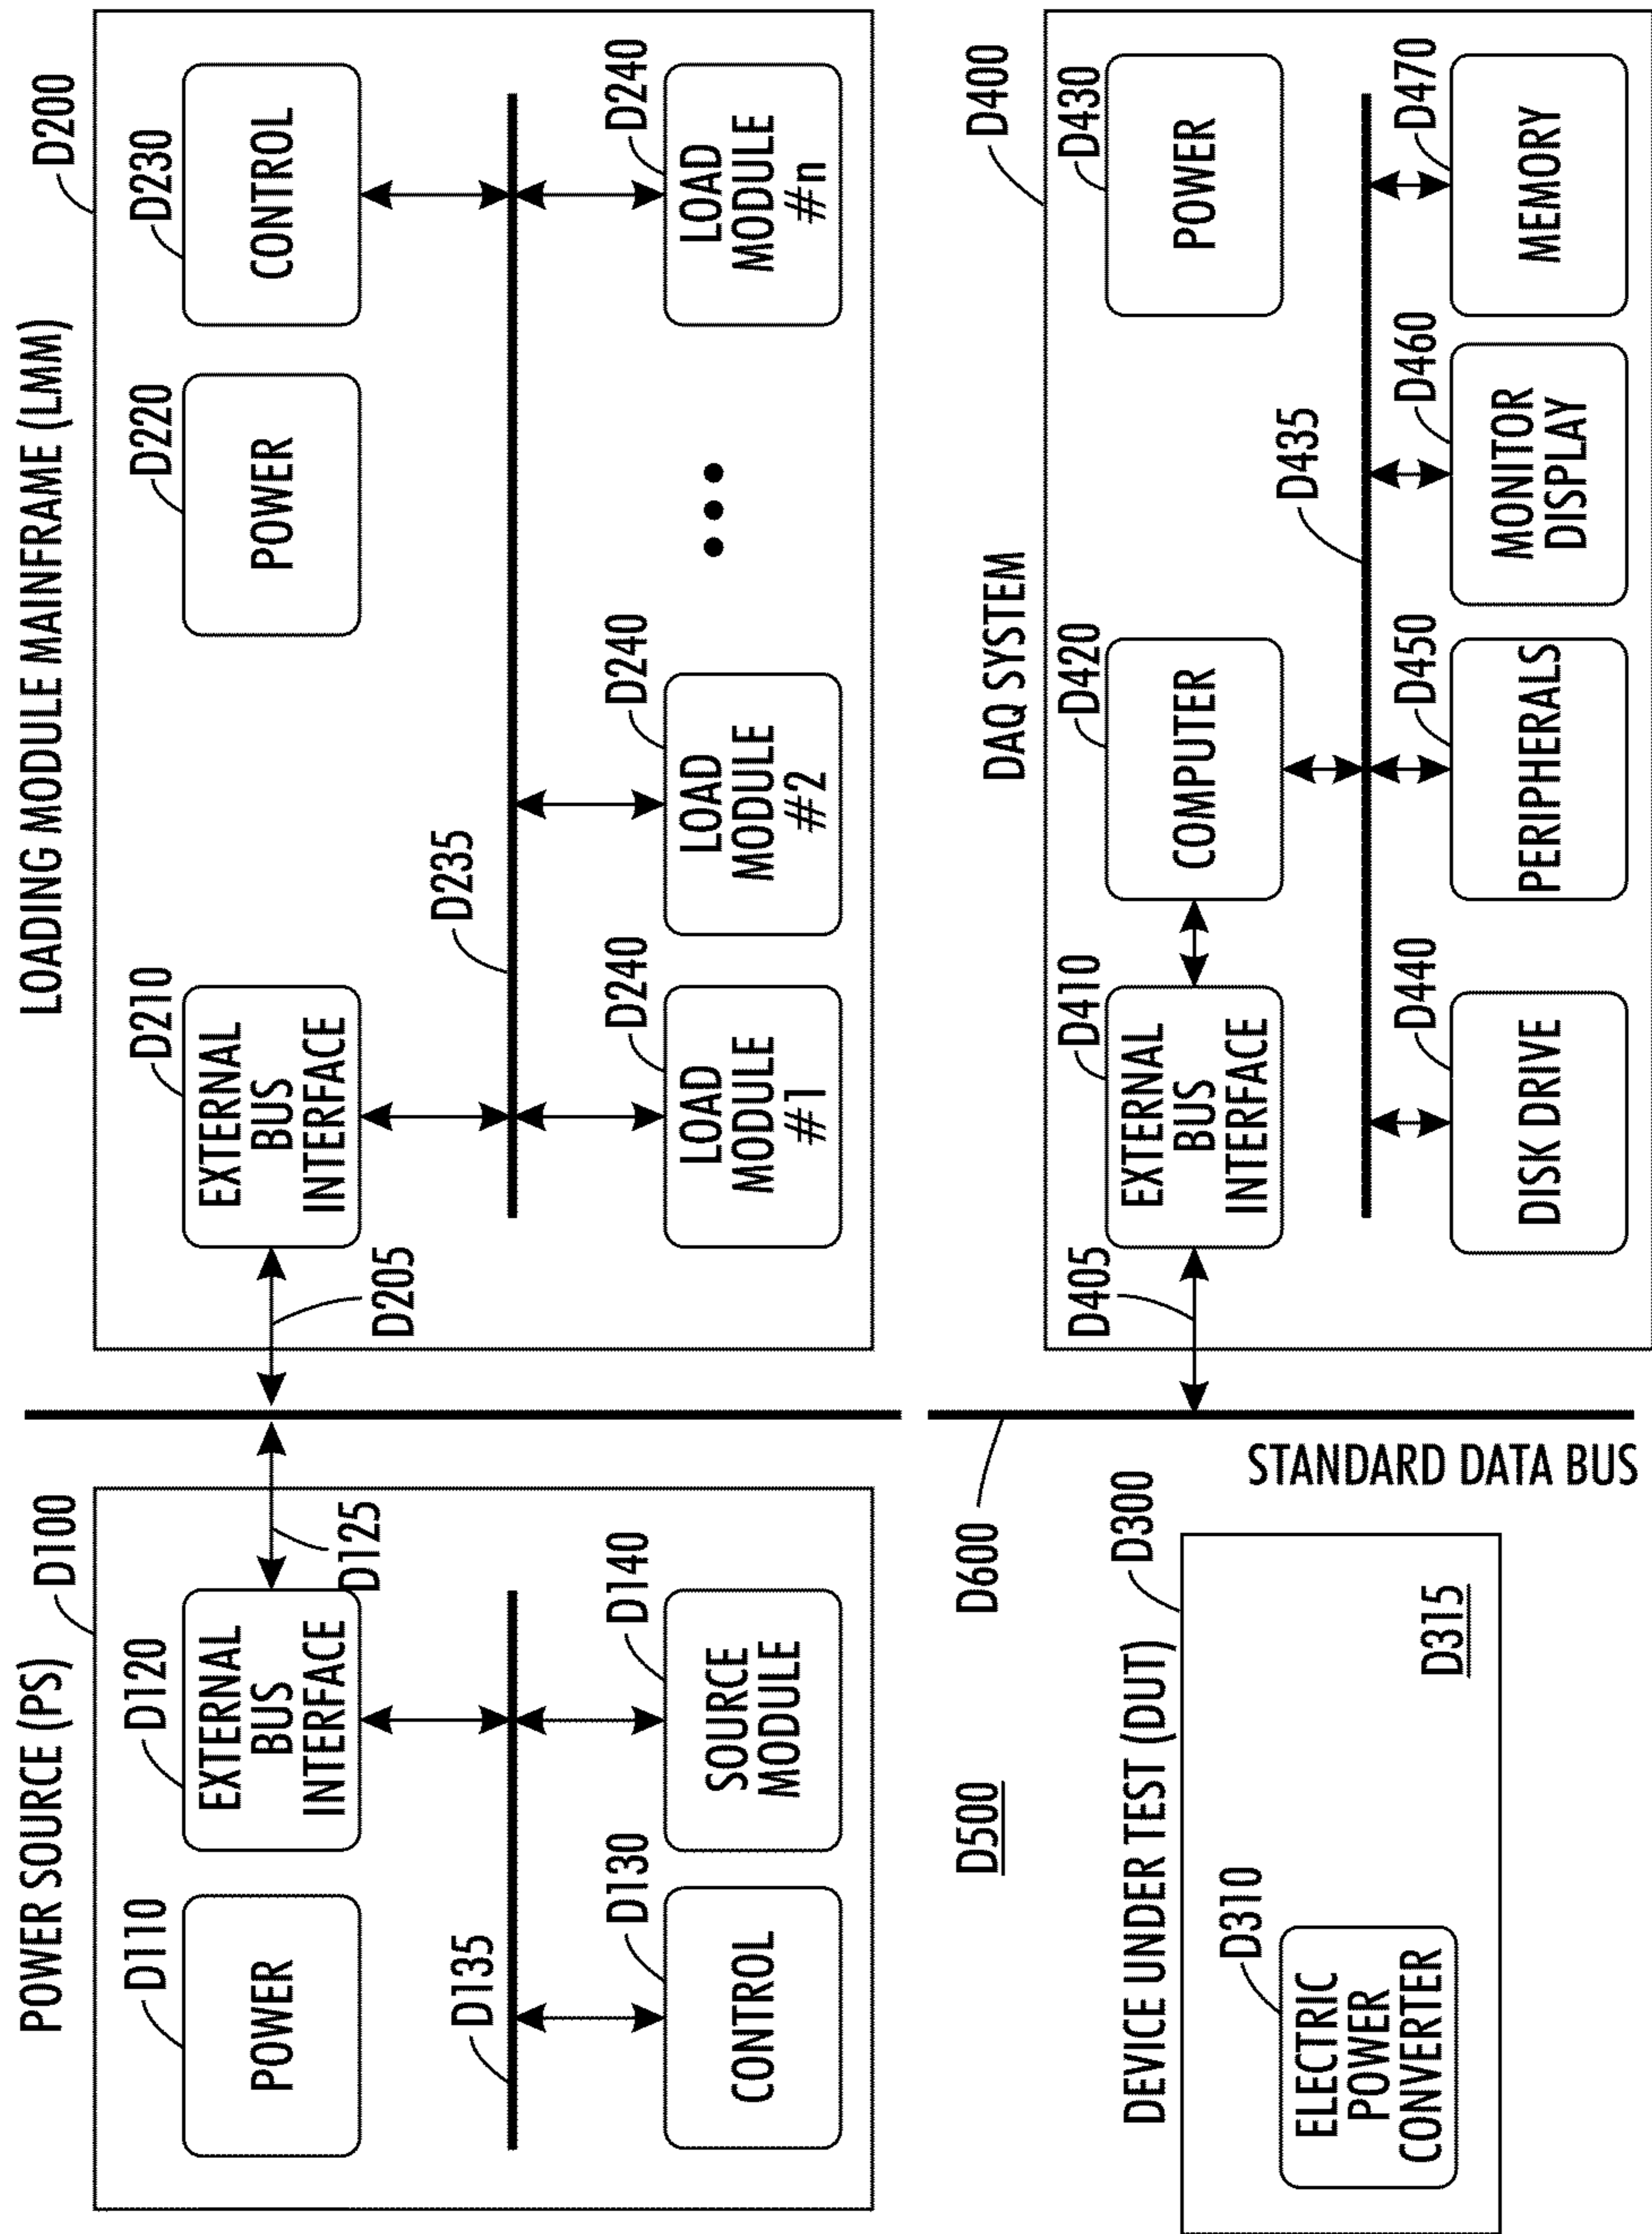 POWER SOURCE (PS)
D100
D110
POWER
D120
EXTERNAL
BUS
INTERFACE
D125
D135
D130
CONTROL
D140
SOURCE
MODULE
LOADING MODULE MAINFRAME (LMM)
D200
D205
D210
EXTERNAL
BUS
INTERFACE
D220
POWER
D230
CONTROL
D235
D240
LOAD
MODULE
#1
D240
LOAD
MODULE
#2
D240
LOAD
MODULE
#n
D500
D600
STANDARD DATA BUS
DEVICE UNDER TEST (DUT)
D300
D310
ELECTRIC
POWER
CONVERTER
D315
DAQ SYSTEM
D400
D405
D410
EXTERNAL
BUS
INTERFACE
D420
COMPUTER
D430
POWER
D435
D440
DISK DRIVE
D450
PERIPHERALS
D460
MONITOR
DISPLAY
D470
MEMORY